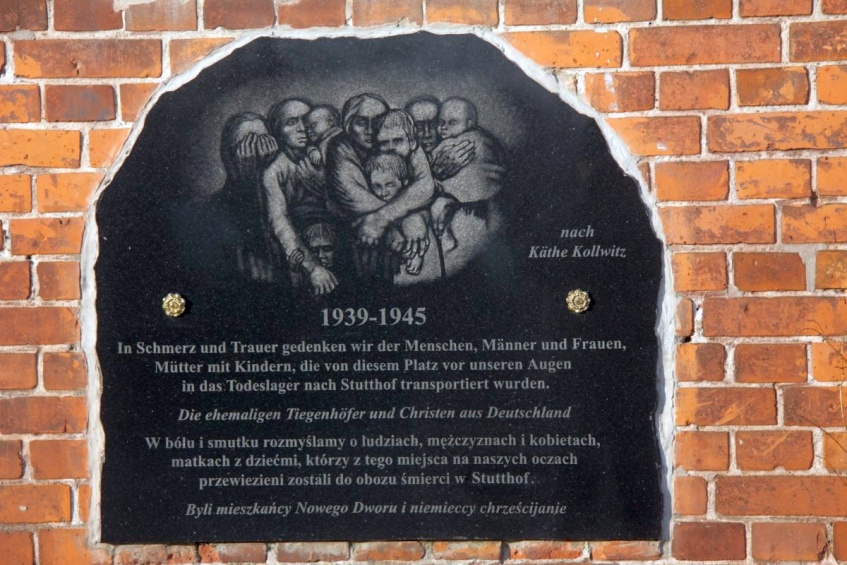 nach
Käthe Kollwitz
1939-1945
In Schmerz und Trauer gedenken wir der Menschen, Männer und Frauen,
Mütter mit Kindern, die von diesem Platz vor unseren Augen
in das Todeslager nach Stutthof transportiert wurden.
Die ehemaligen Tiegenhöfer und Christen aus Deutschland
W bólu i smutku rozmyślamy o ludziach, mężczyznach i kobietach,
matkach z dziećmi, którzy z tego miejsca na naszych oczach
przewiezieni zostali do obozu śmierci w Stutthof.
Byli mieszkańcy Nowego Dworu i niemieccy chrześcijanie